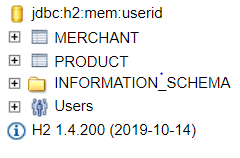 jdbc:h2:mem:userid
MERCHANT
PRODUCT
INFORMATION_SCHEMA
Users
H2 1.4.200 (2019-10-14)